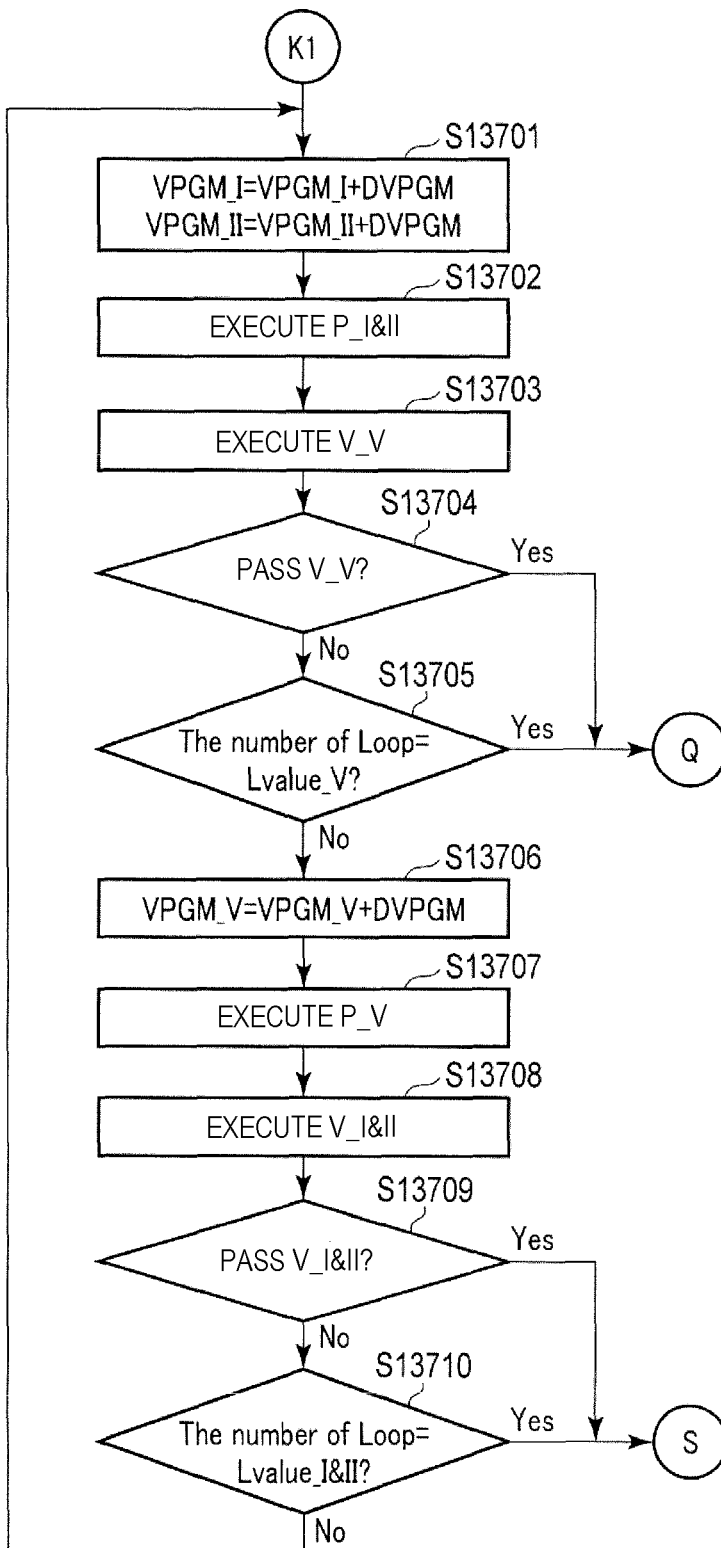 K1
S13701
VPGM_I=VPGM_I+DVPGM
VPGM_II=VPGM_II+DVPGM
S13702
EXECUTE P_I&II
S13703
EXECUTE V_V
S13704
PASS V_V?
Yes
No
S13705
The number of Loop=
Lvalue_V?
Yes
Q
No
S13706
VPGM_V=VPGM_V+DVPGM
S13707
EXECUTE P_V
S13708
EXECUTE V_I&II
S13709
PASS V_I&II?
Yes
No
S13710
The number of Loop=
Lvalue_I&II?
Yes
S
No